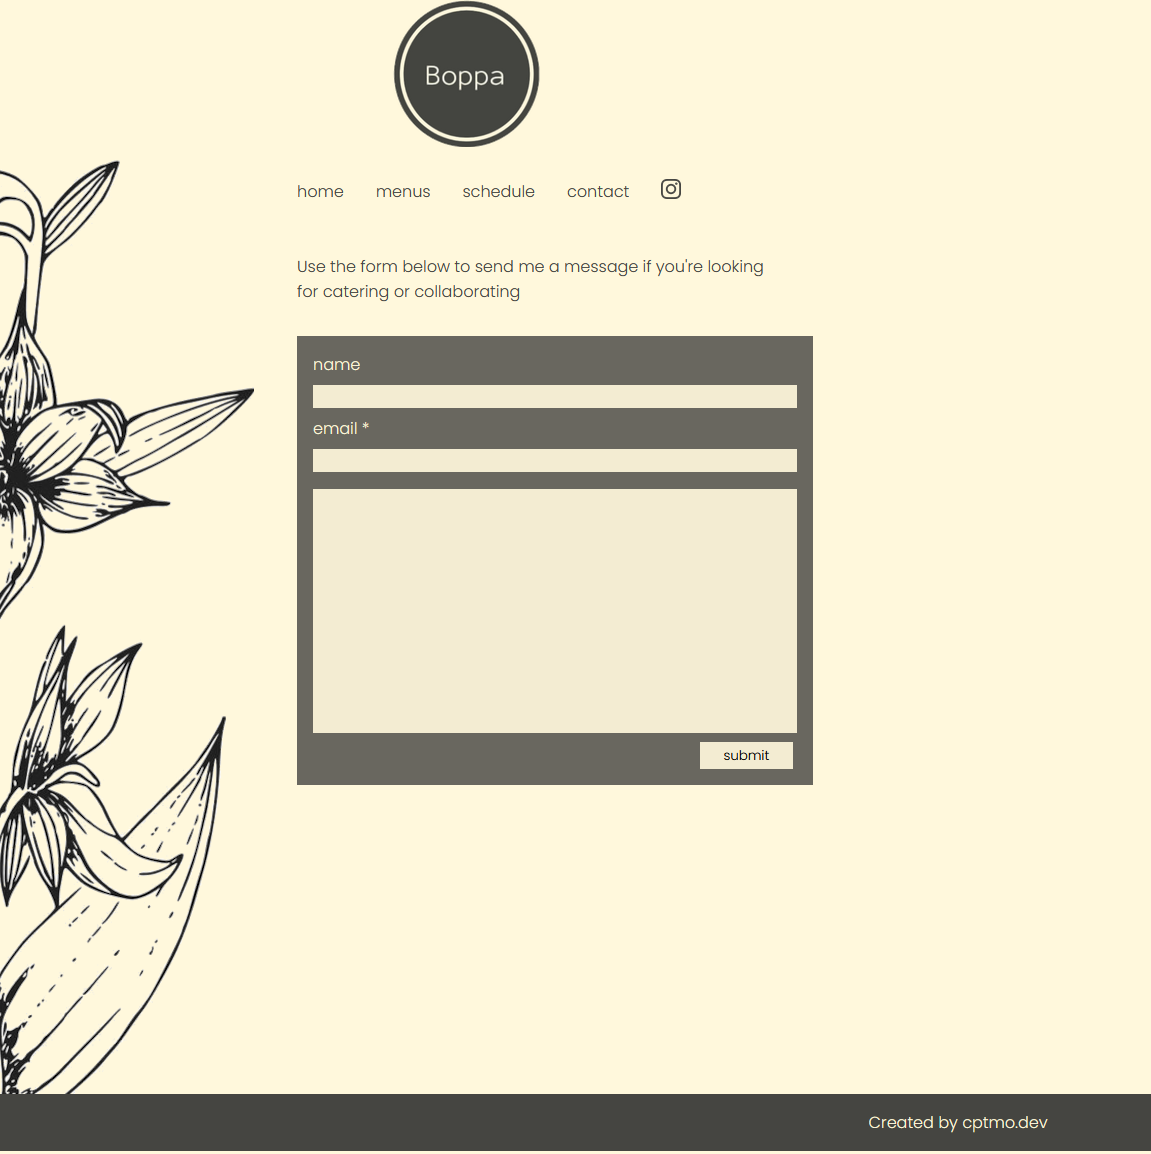 Boppa
home menus schedule contact
Use the form below to send me a message if you're looking
for catering or collaborating
name
email *
submit
Created by cptmo.dev